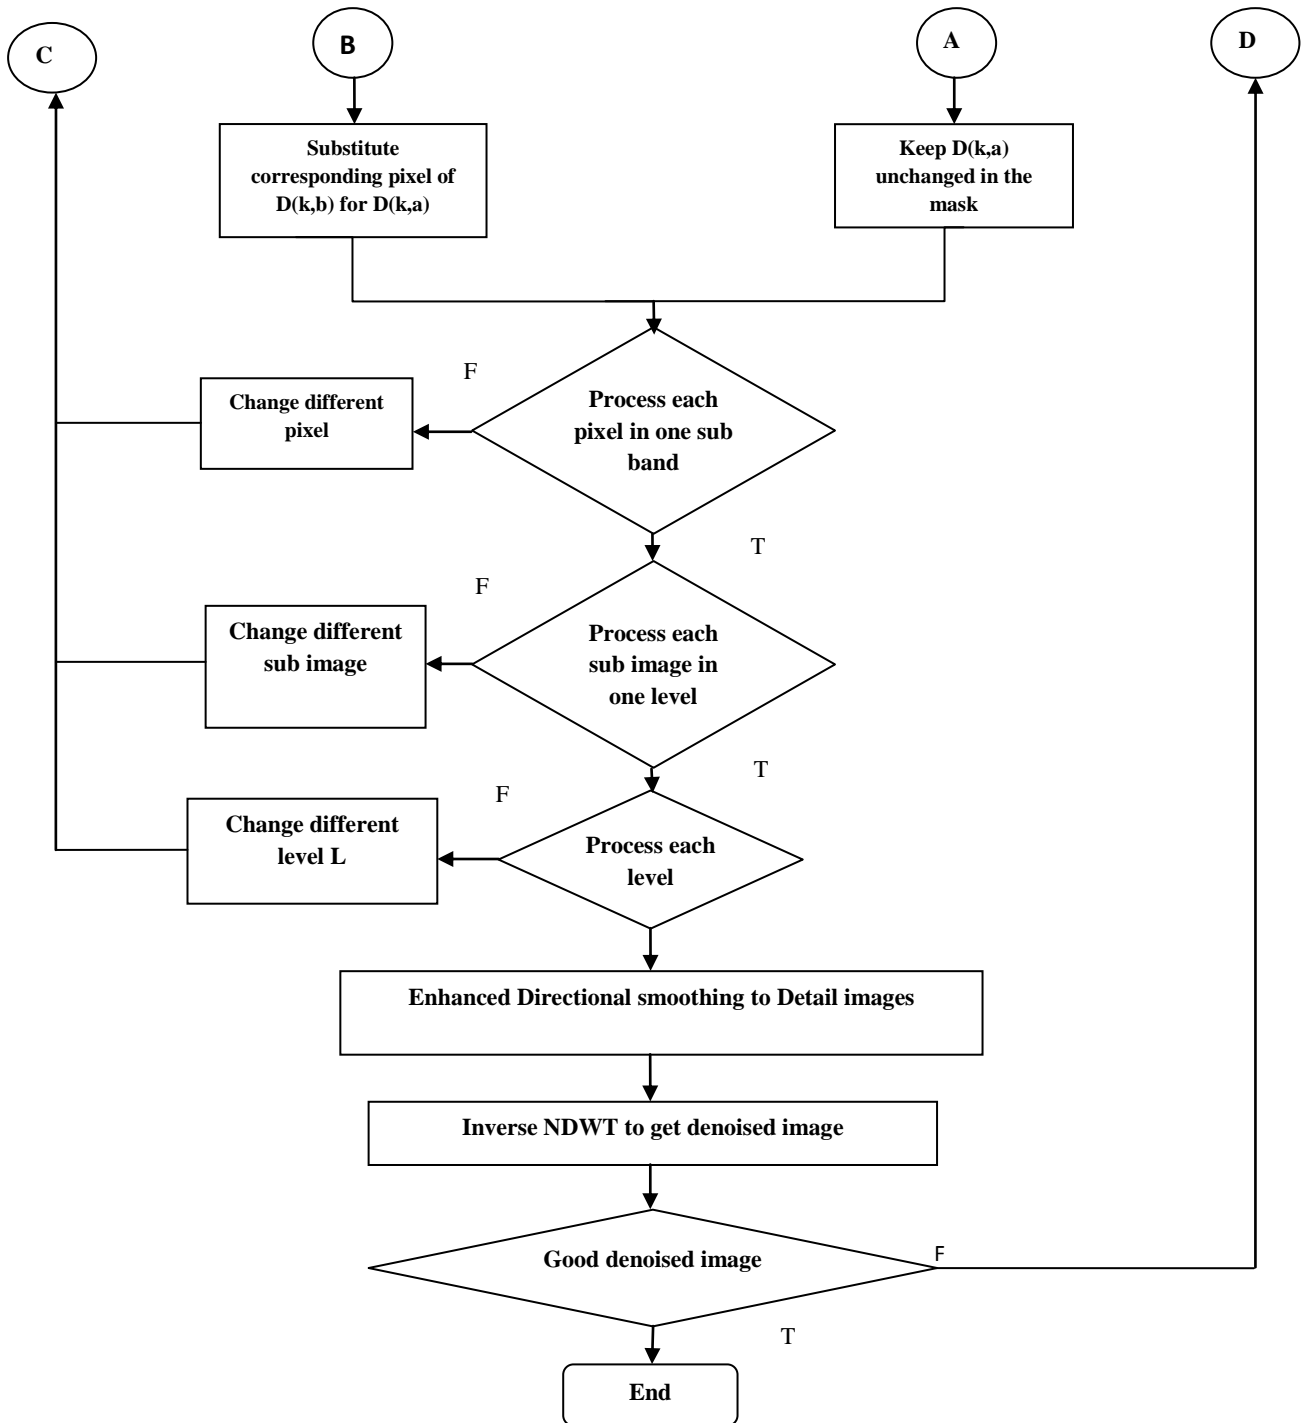 C
B
A
D
Substitute
corresponding pixel of
D(k,b) for D(k,a)
Keep D(k,a)
unchanged in the
mask
F
Change different
pixel
Process each
pixel in one sub
band
T
F
Change different
sub image
Process each
sub image in
one level
T
F
Change different
level L
Process each
level
Enhanced Directional smoothing to Detail images
Inverse NDWT to get denoised image
Good denoised image
F
T
End